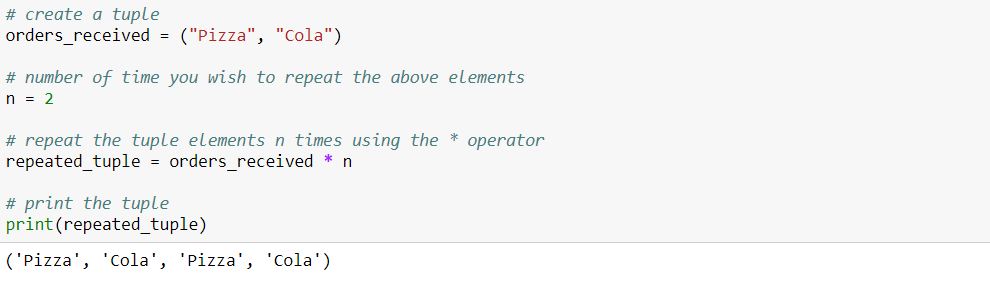 # create a tuple
orders_received = ("Pizza", "Cola")
# number of time you wish to repeat the above elements
n = 2
# repeat the tuple elements n times using the * operator
repeated_tuple = orders_received * n
# print the tuple
print(repeated_tuple)
('Pizza', 'Cola', 'Pizza', 'Cola')